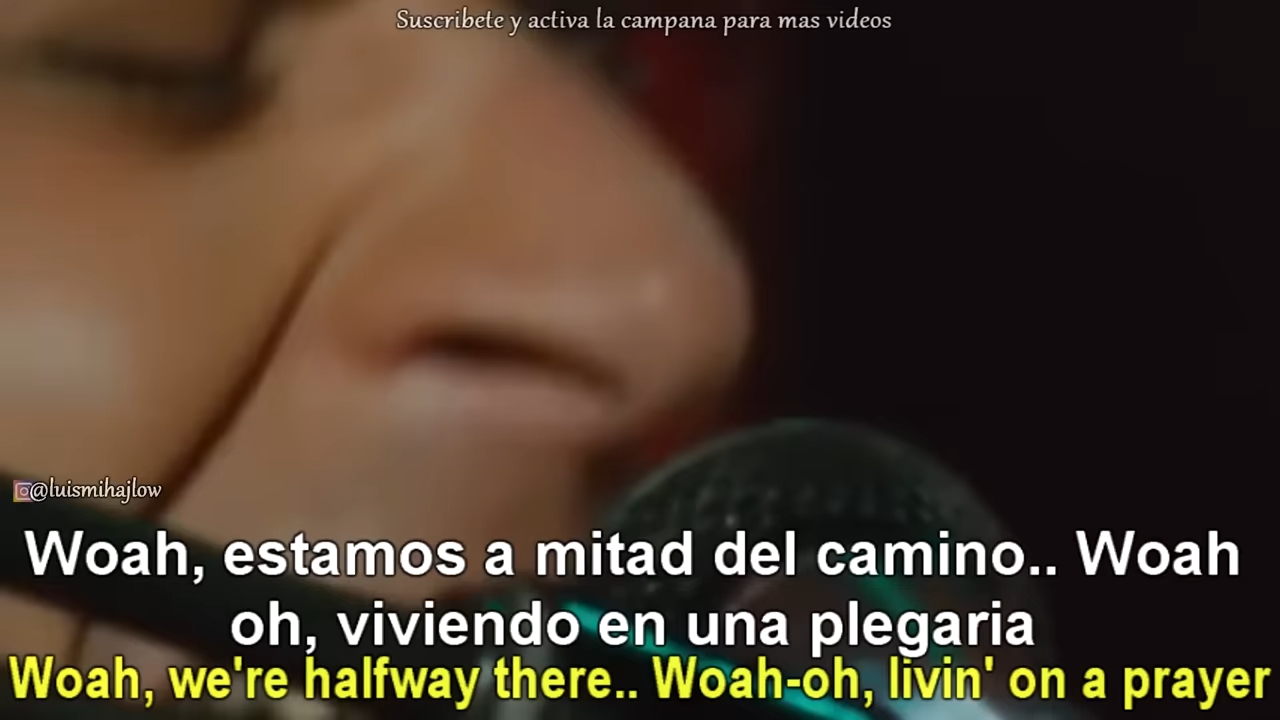 Suscribete y activa la campana para mas videos
@luismihajlow
Woah, estamos a mitad del camino.. Woah
oh, viviendo en una plegaria
Woah, we're halfway there.. Woah-oh, livin' on a prayer